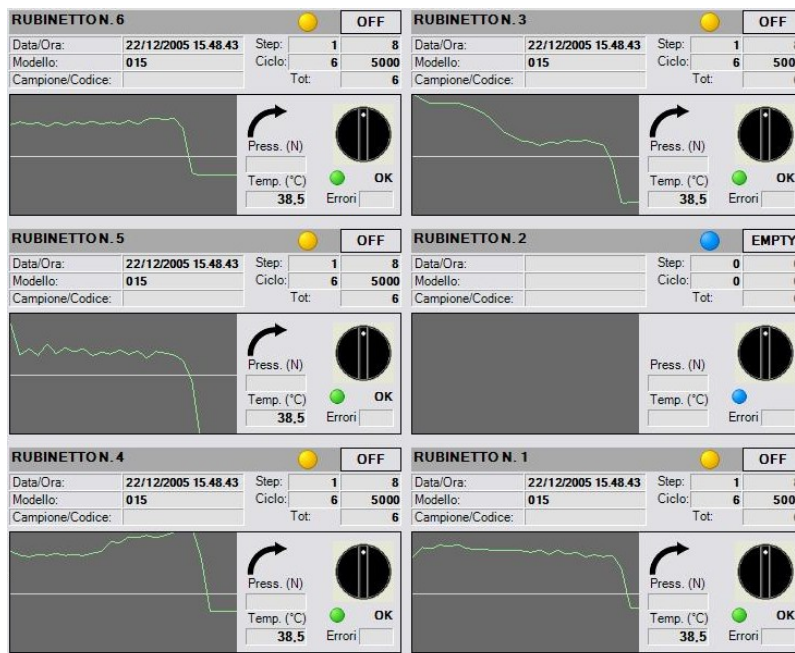 RUBINETTO N. 6 OFF
Data/Ora: 22/12/2005 15.48.43 Step: 1 8
Modello: 015 Ciclo: 6 5000
Campione/Codice: Tot: 6
Press. (N)
Temp. (°C) OK
38,5 Errori
RUBINETTO N. 3 OFF
Data/Ora: 22/12/2005 15.48.43 Step: 1
Modello: 015 Ciclo: 6 500
Campione/Codice: Tot:
Press. (N)
Temp. (°C) OK
38,5 Errori
RUBINETTO N. 5 OFF
Data/Ora: 22/12/2005 15.48.43 Step: 1 8
Modello: 015 Ciclo: 6 5000
Campione/Codice: Tot: 6
Press. (N)
Temp. (°C) OK
38,5 Errori
RUBINETTO N. 2 EMPTY
Data/Ora: Step: 0
Modello: Ciclo: 0
Campione/Codice: Tot:
Press. (N)
Temp. (°C)
Errori
RUBINETTO N. 4 OFF
Data/Ora: 22/12/2005 15.48.43 Step: 1 8
Modello: 015 Ciclo: 6 5000
Campione/Codice: Tot: 6
Press. (N)
Temp. (°C) OK
38,5 Errori
RUBINETTO N. 1 OFF
Data/Ora: 22/12/2005 15.48.43 Step: 1
Modello: 015 Ciclo: 6 500
Campione/Codice: Tot:
Press. (N)
Temp. (°C) OK
38,5 Errori